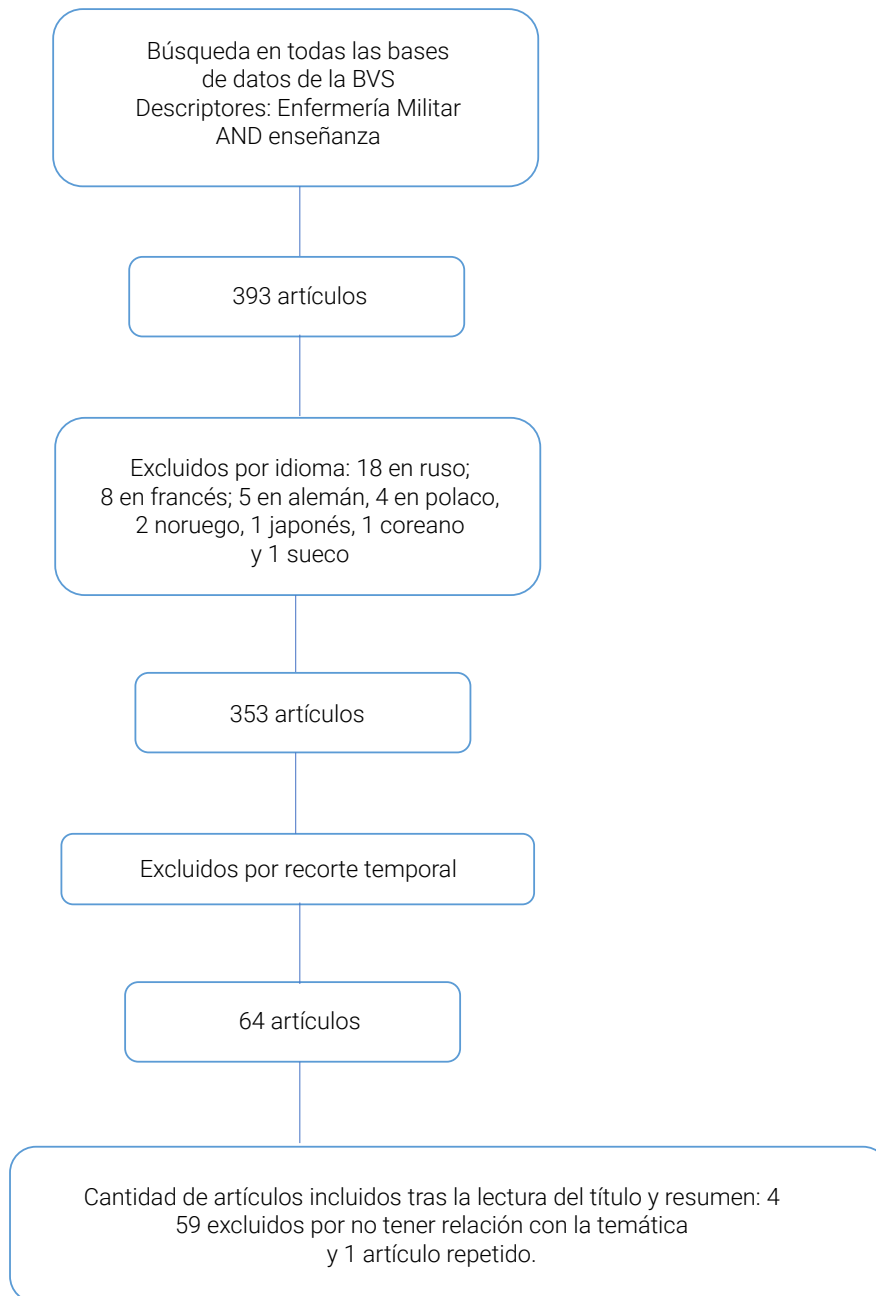 Búsqueda en todas las bases
de datos de la BVS
Descriptores: Enfermería Militar
AND enseñanza
393 artículos
Excluidos por idioma: 18 en ruso;
8 en francés; 5 en alemán, 4 en polaco,
2 noruego, 1 japonés, 1 coreano
y 1 sueco
353 artículos
Excluidos por recorte temporal
64 artículos
Cantidad de artículos incluidos tras la lectura del título y resumen: 4
59 excluidos por no tener relación con la temática
y 1 artículo repetido.